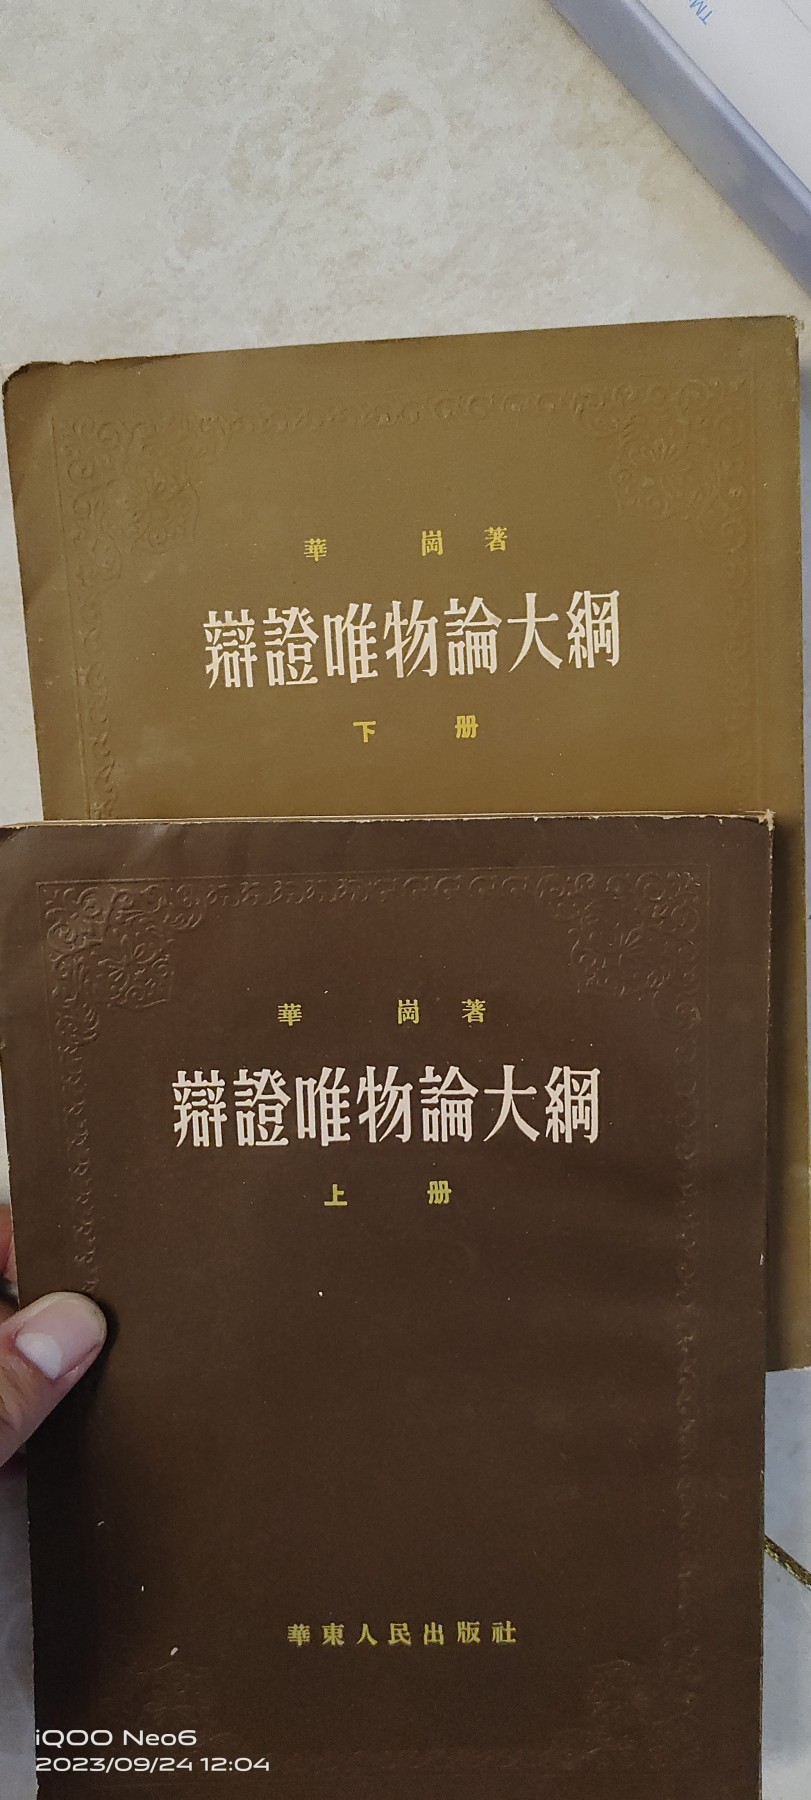 TM
華 崗 著
辯證唯物論大綱
下 册
華 崗 著
辯證唯物論大綱
上 册
華東人民出版社
iQOO Neo6
2023/09/24 12:04